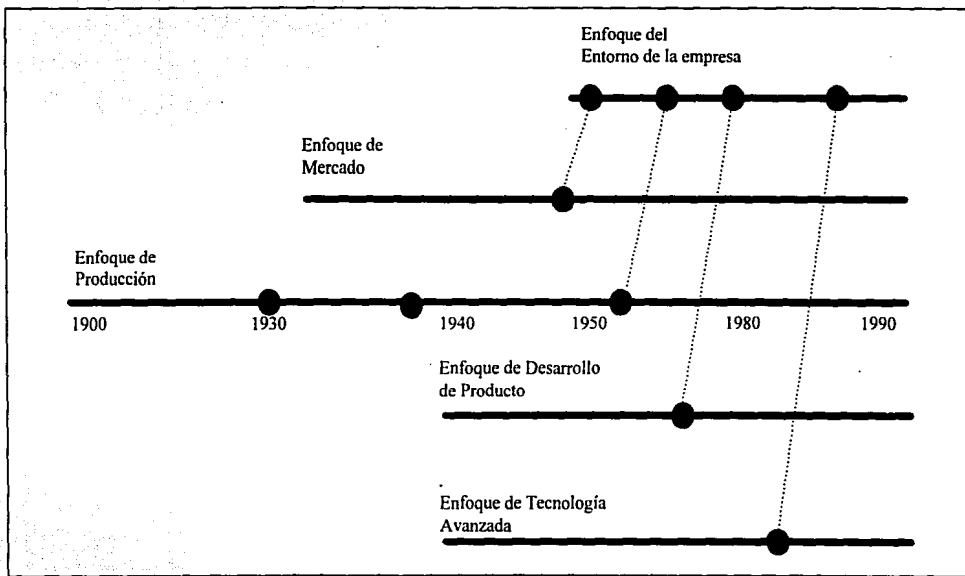 Enfoque del
Entorno de la empresa
Enfoque de
Mercado
Enfoque de
Producción
1900 1930 1940 1950 1980 1990
Enfoque de Desarrollo
de Producto
Enfoque de Tecnología
Avanzada